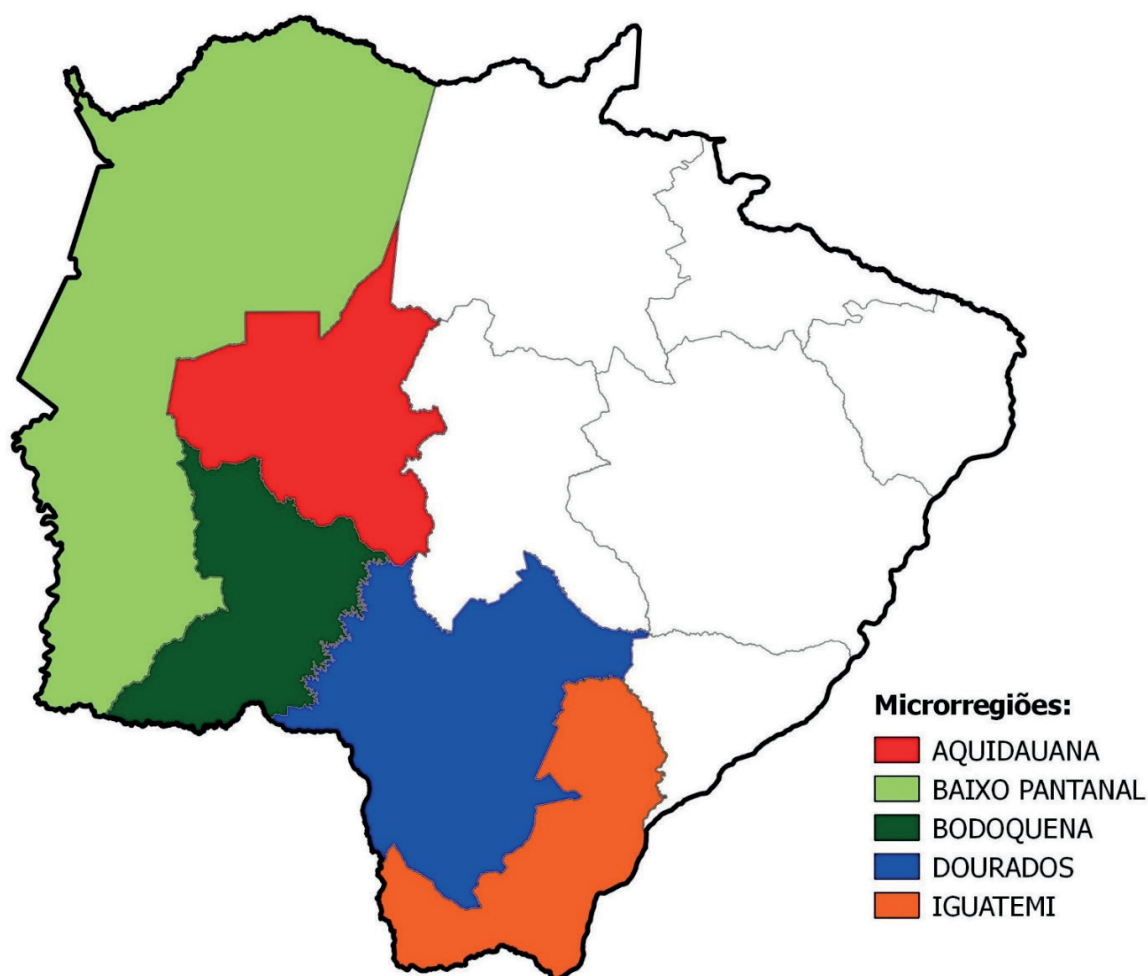 Microrregiões:
AQUIDAUANA
BAIXO PANTANAL
BODOQUENA
DOURADOS
IGUATEMI